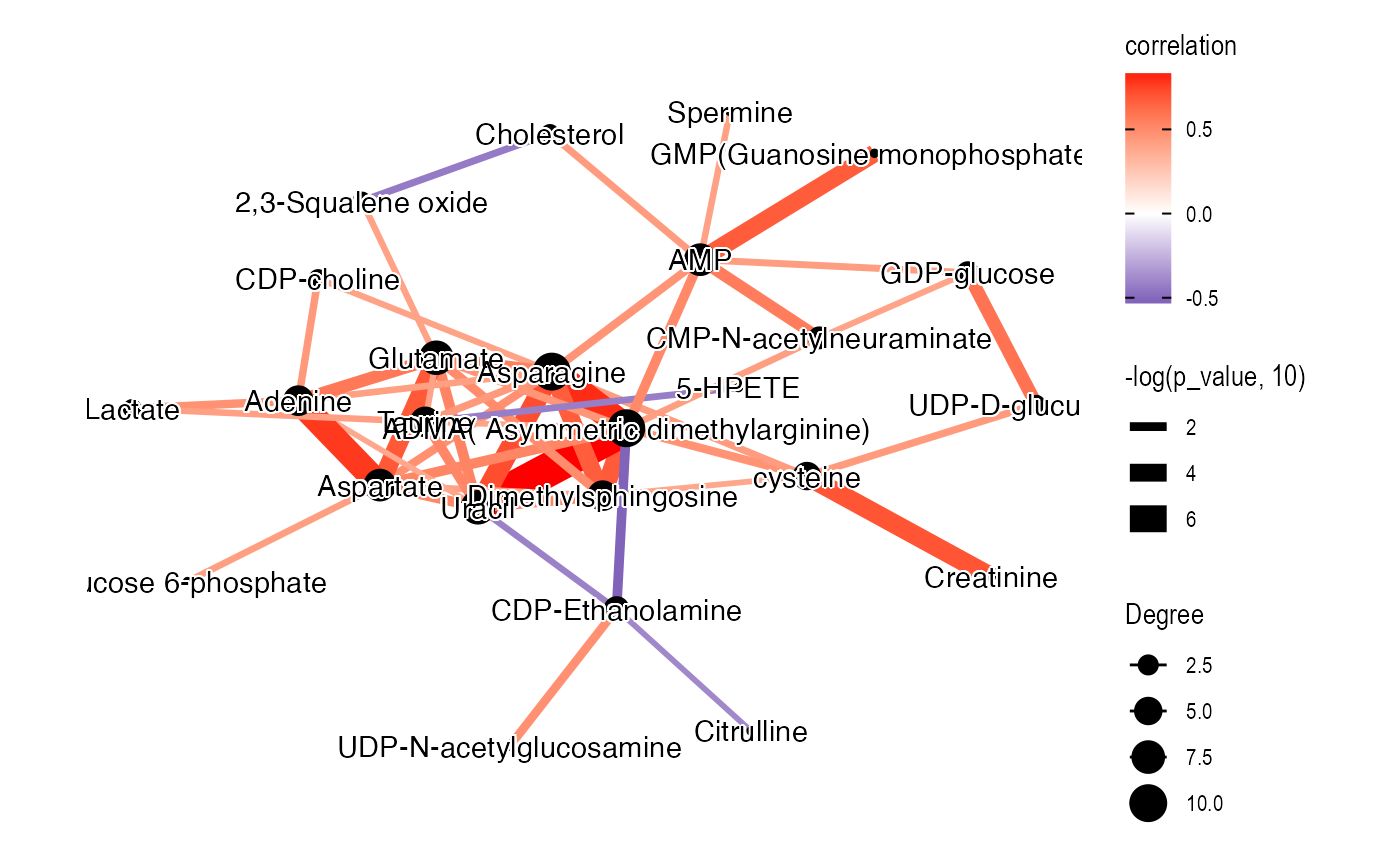 correlation
0.5
0.0
-0.5
-log(p_value, 10)
2
4
6
Degree
2.5
5.0
7.5
10.0
Spermine
Cholesterol
GMP(Guanosine monophosphate
2,3-Squalene oxide
AMP
GDP-glucose
CDP-choline
CMP-N-acetylneuraminate
Glutamate
Asparagine
5-HPETE
Adenine
Lactate
UDP-D-glucu
Taurine
ADMA( Asymmetric dimethylarginine)
cysteine
Aspartate
Dimethylsphingosine
Uracil
Creatinine
ucose 6-phosphate
CDP-Ethanolamine
Citrulline
UDP-N-acetylglucosamine